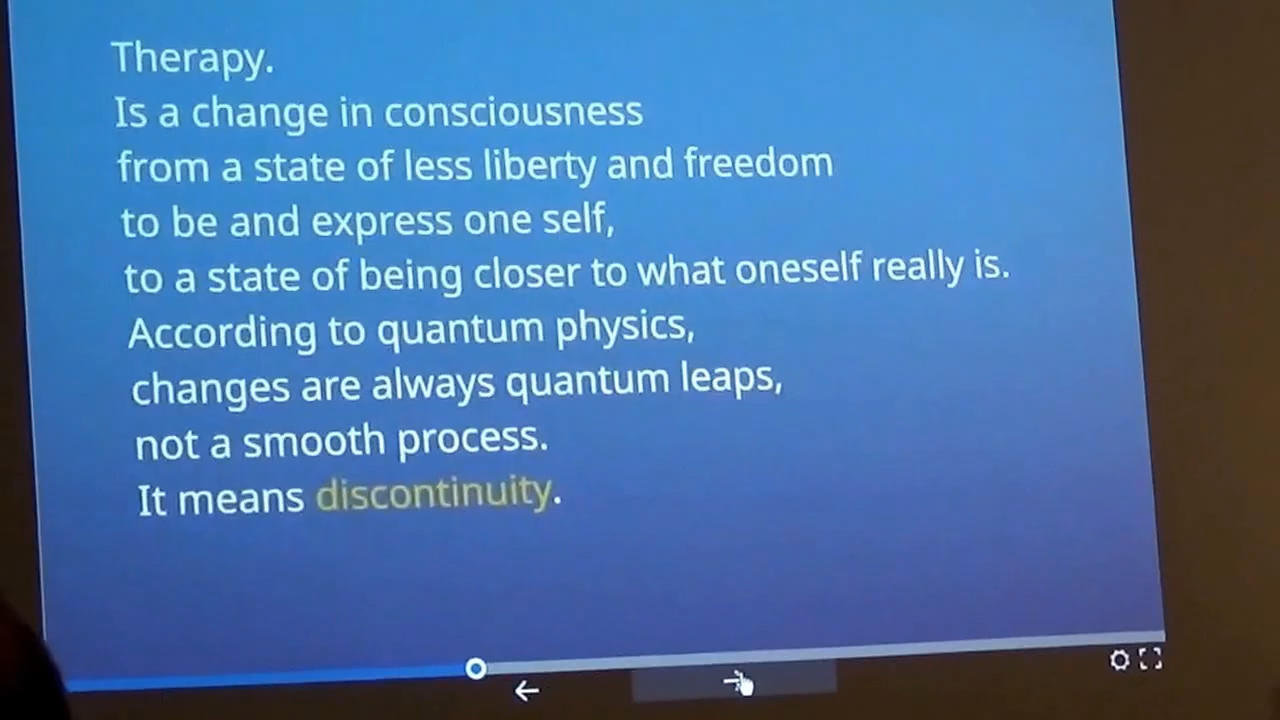 Therapy.
Is a change in consciousness
from a state of less liberty and freedom
to be and express one self,
to a state of being closer to what oneself really is.
According to quantum physics,
changes are always quantum leaps,
not a smooth process.
It means discontinuity.